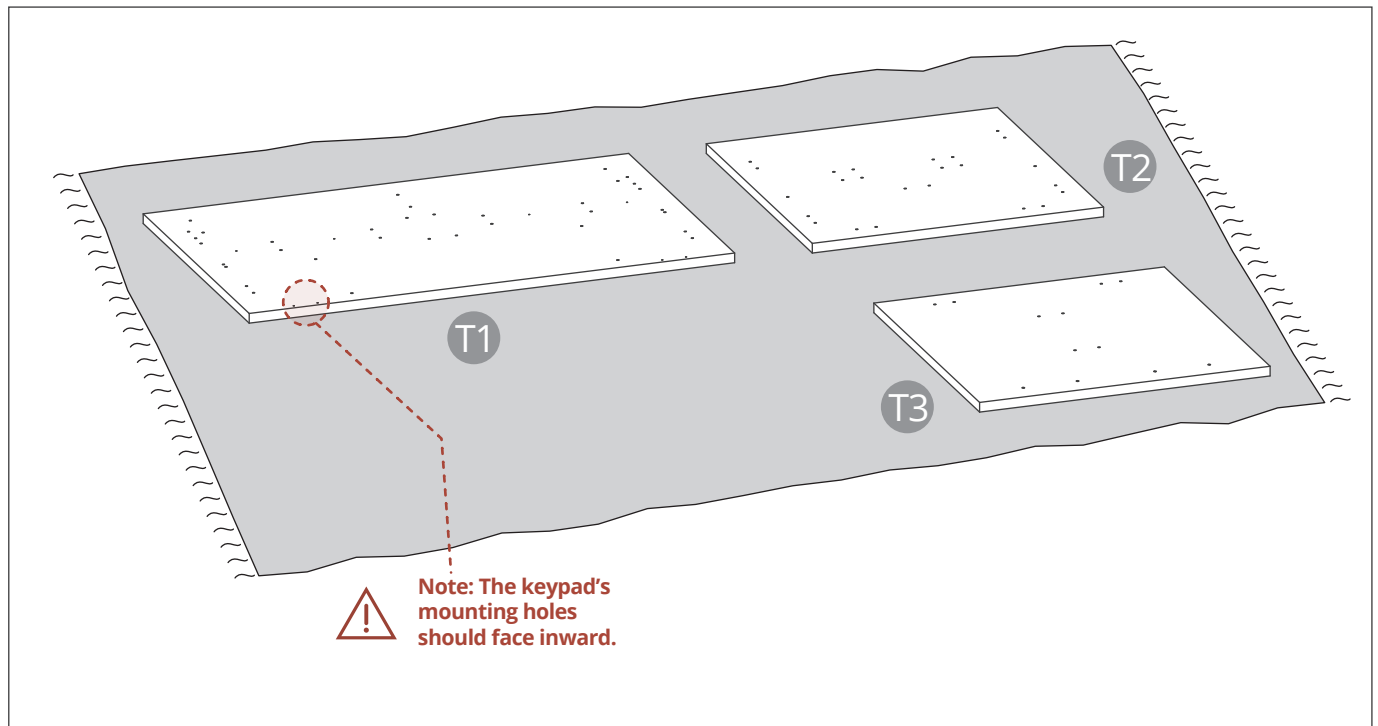 T2
T1
T3
Note: The keypad’s
mounting holes
should face inward.